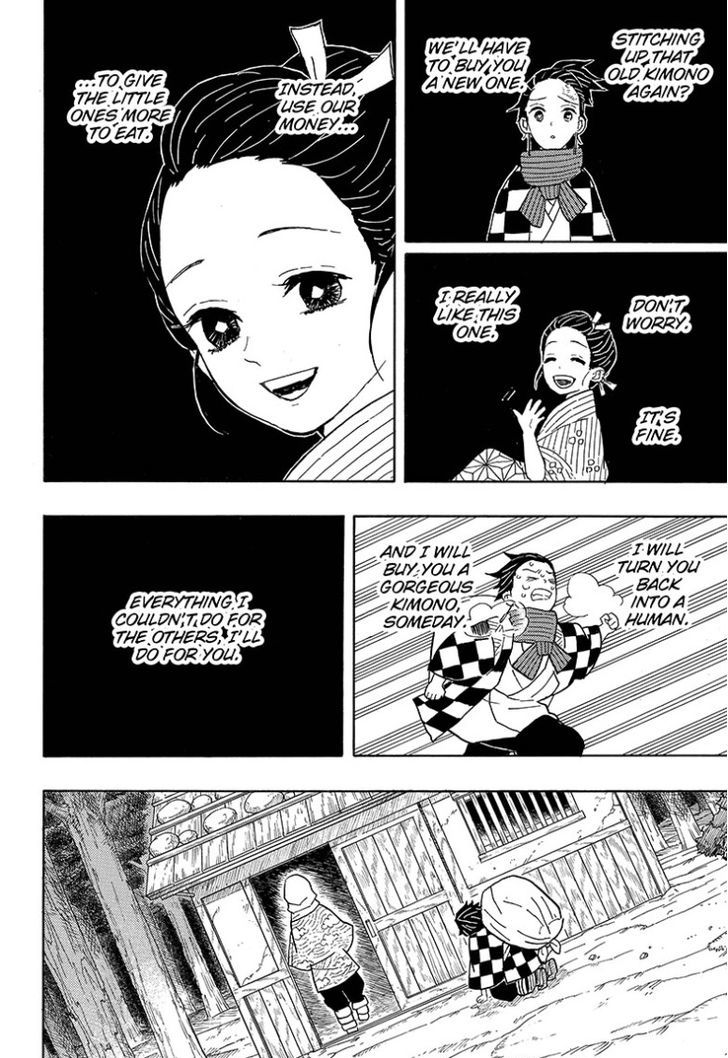 STITCHING
UP THAT
OLD KIMONO
AGAIN?
WE'LL HAVE
TO BUY YOU
A NEW ONE.
DON'T
WORRY.
IT'S
FINE.
I REALLY
LIKE THIS
ONE.
INSTEAD,
USE OUR
MONEY...
...TO GIVE
THE LITTLE
ONES MORE
TO EAT.
I WILL
TURN YOU
BACK
INTO A
HUMAN.
AND I WILL
BUY YOU A
GORGEOUS
KIMONO,
SOMEDAY.
EVERYTHING I
COULDN'T DO FOR
THE OTHERS, I'LL
DO FOR YOU.